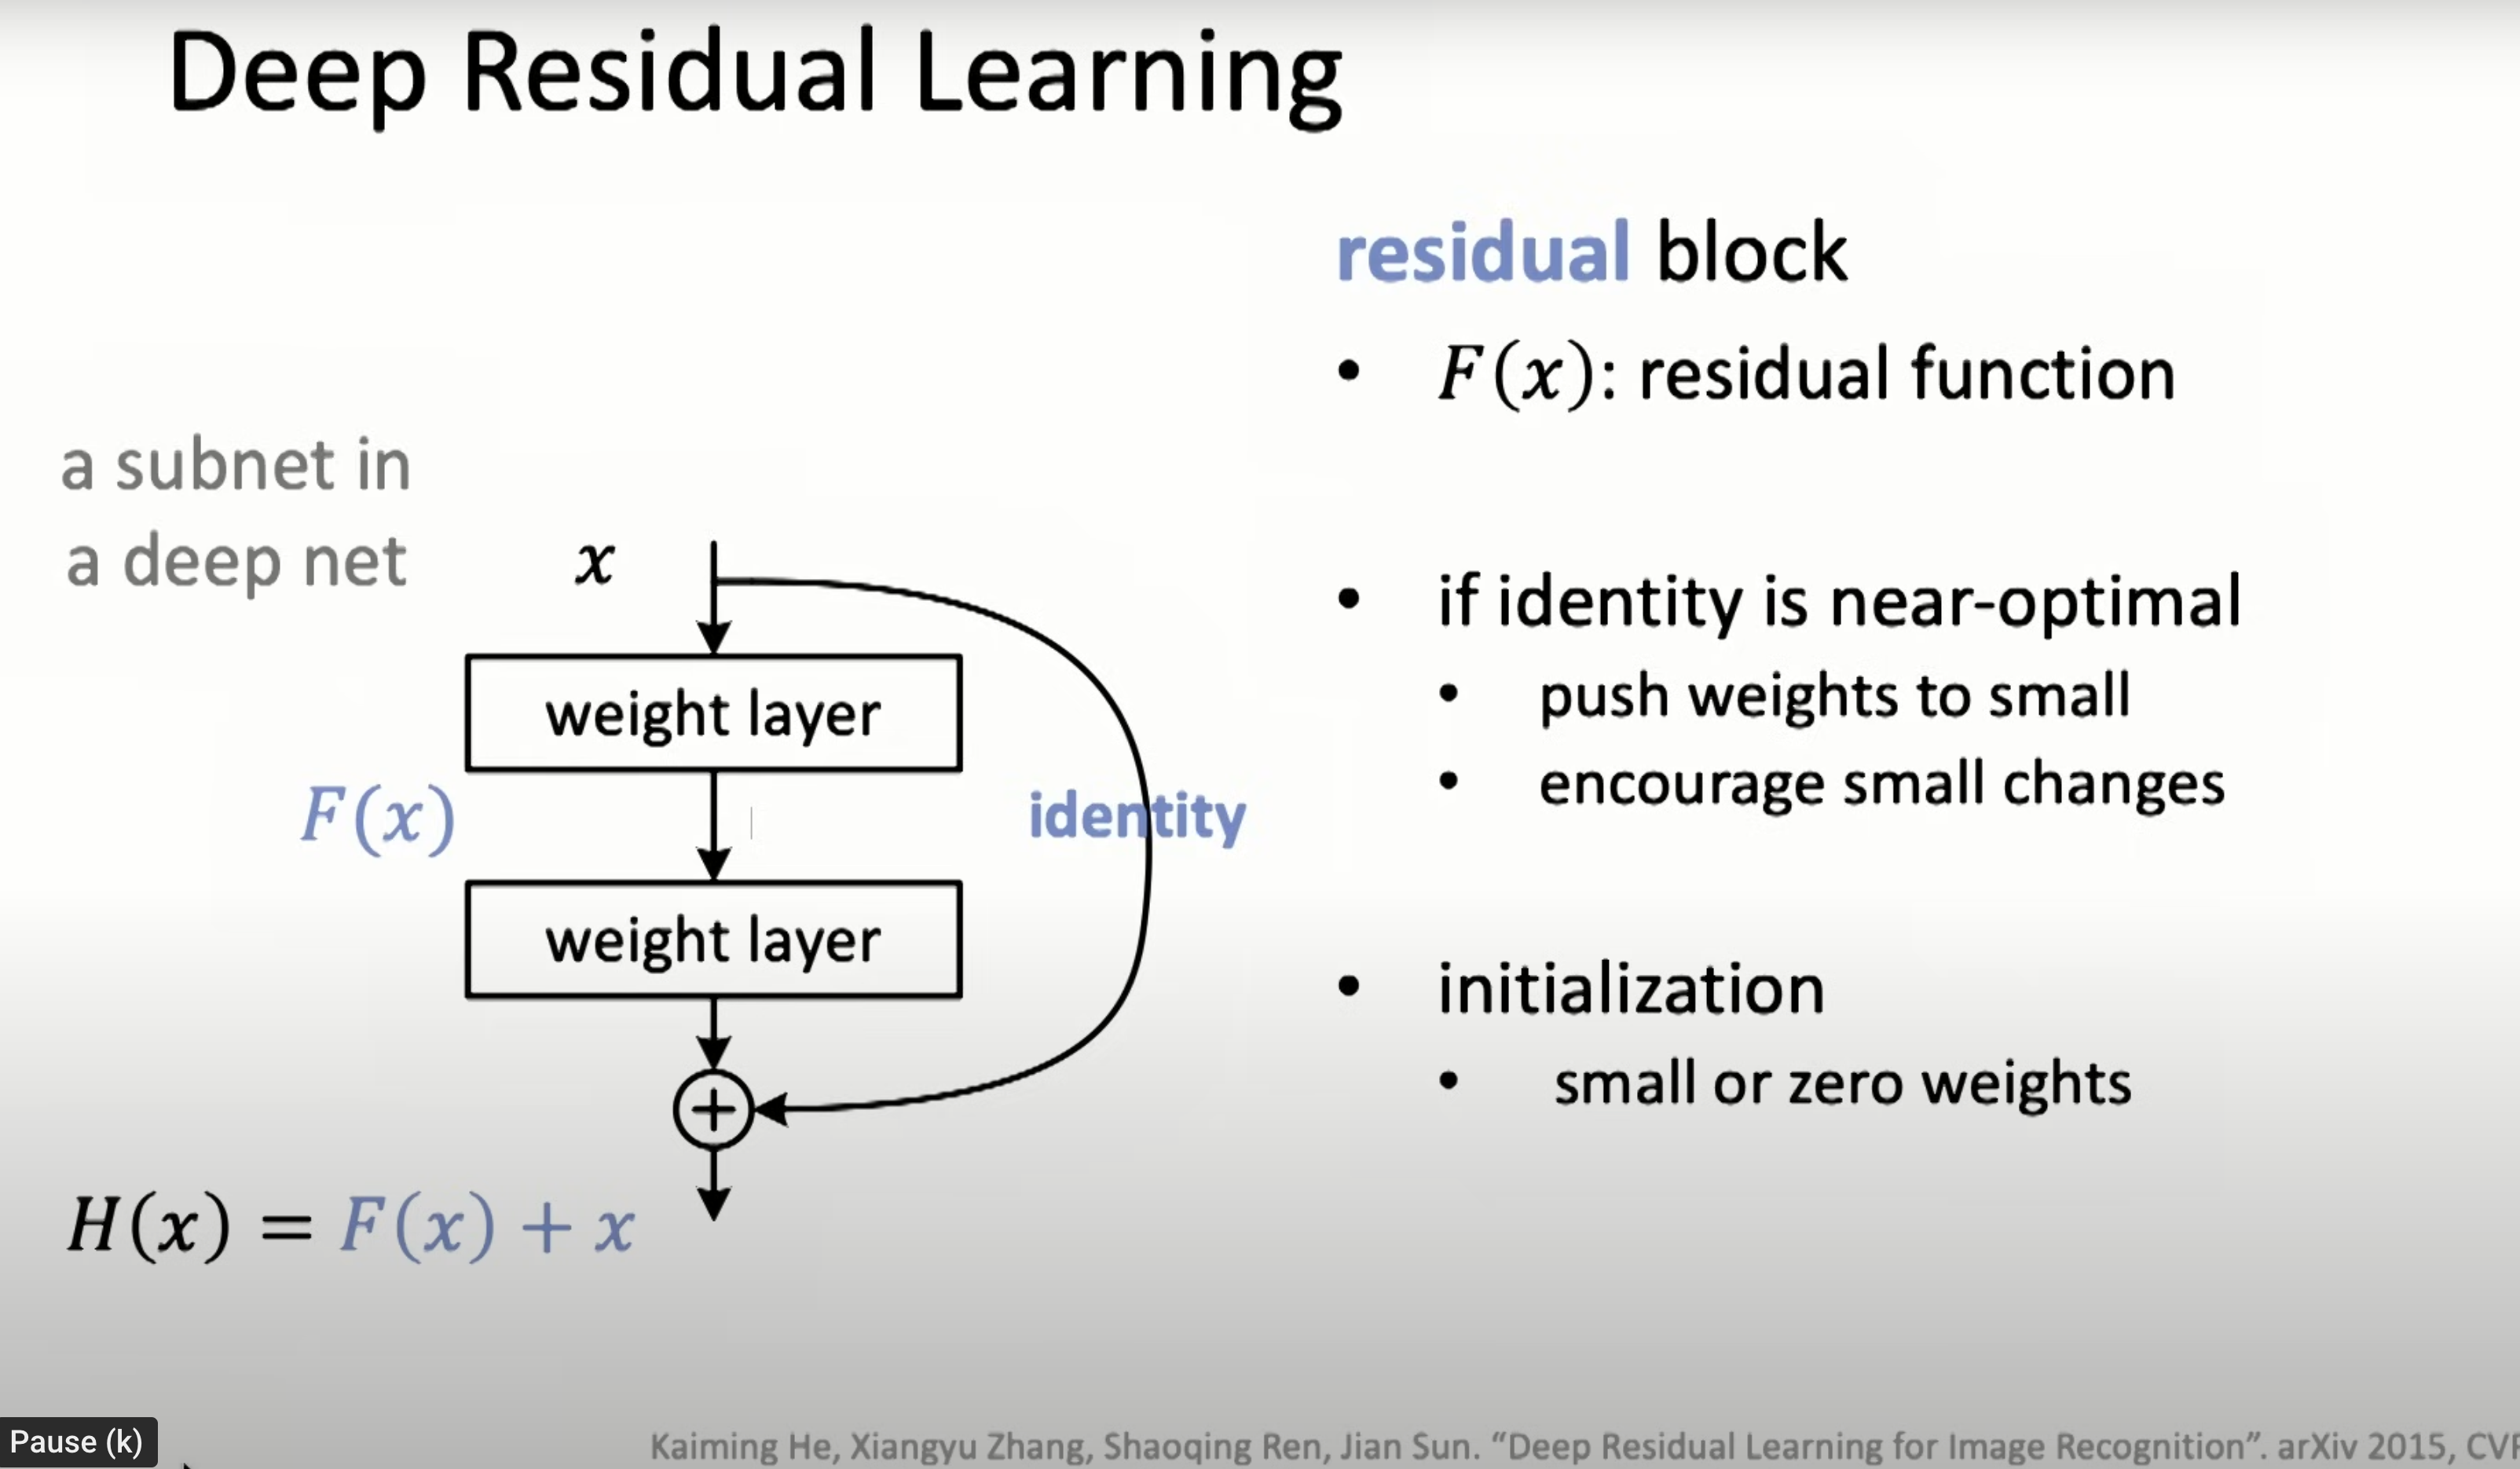 Deep Residual Learning
residual block
• F(x): residual function
a subnet in
a deep net
x
• if identity is near-optimal
• push weights to small
• encourage small changes
weight layer
F(x)
identity
weight layer
• initialization
• small or zero weights
+
H(x) = F(x) + x
Pause (k)
Kaiming He, Xiangyu Zhang, Shaoqing Ren, Jian Sun. “Deep Residual Learning for Image Recognition”. arXiv 2015,